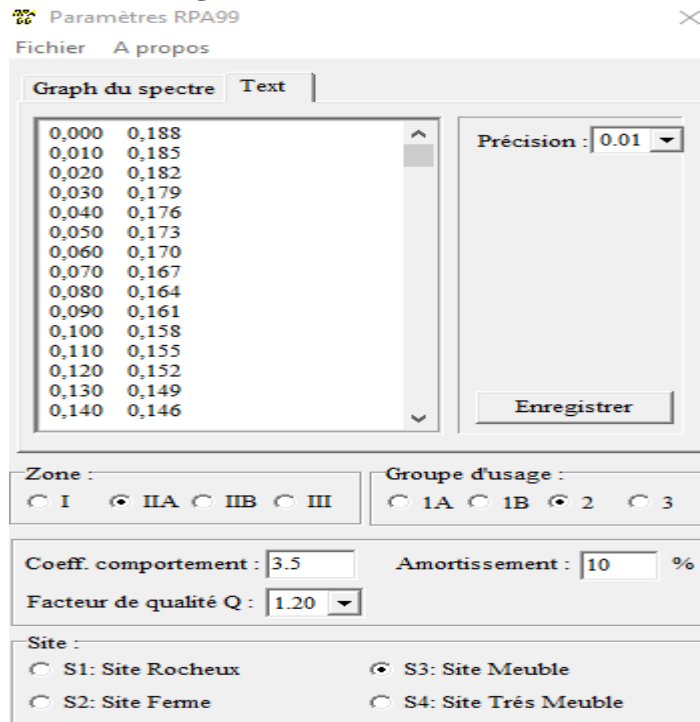 Paramètres RPA99
Fichier A propos
Graph du spectre Text
0,000 0,188
0,010 0,185
0,020 0,182
0,030 0,179
0,040 0,176
0,050 0,173
0,060 0,170
0,070 0,167
0,080 0,164
0,090 0,161
0,100 0,158
0,110 0,155
0,120 0,152
0,130 0,149
0,140 0,146
Précision : 0.01
Enregistrer
Zone :
I IIA IIB III
Groupe d'usage :
1A 1B 2 3
Coeff. comportement : 3.5 Amortissement : 10 %
Facteur de qualité Q : 1.20
Site :
S1: Site Rocheux S3: Site Meuble
S2: Site Ferme S4: Site Trés Meuble